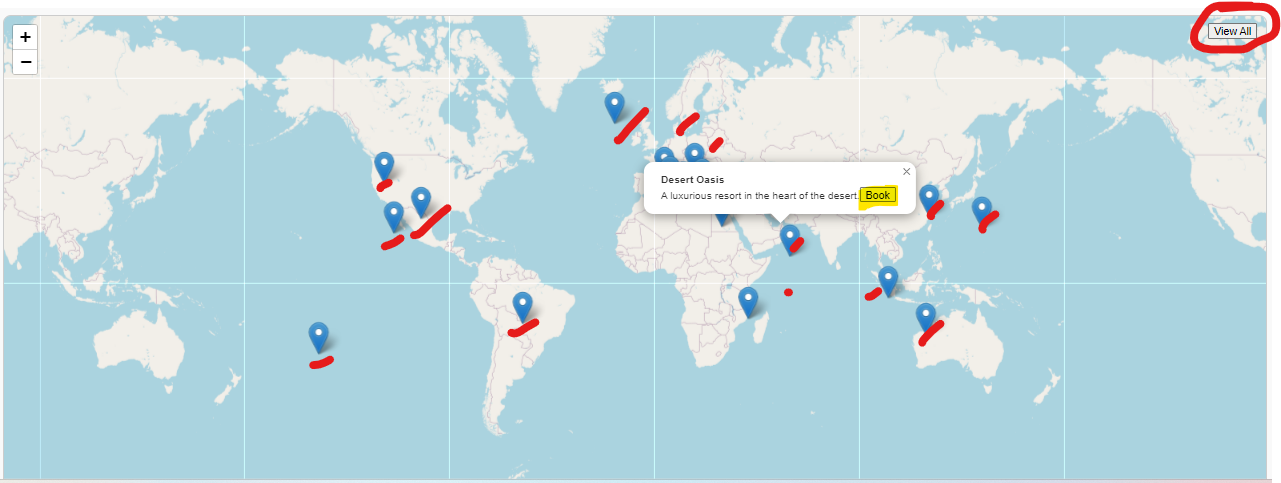 +
−
View All
×
Desert Oasis
A luxurious resort in the heart of the desert. Book